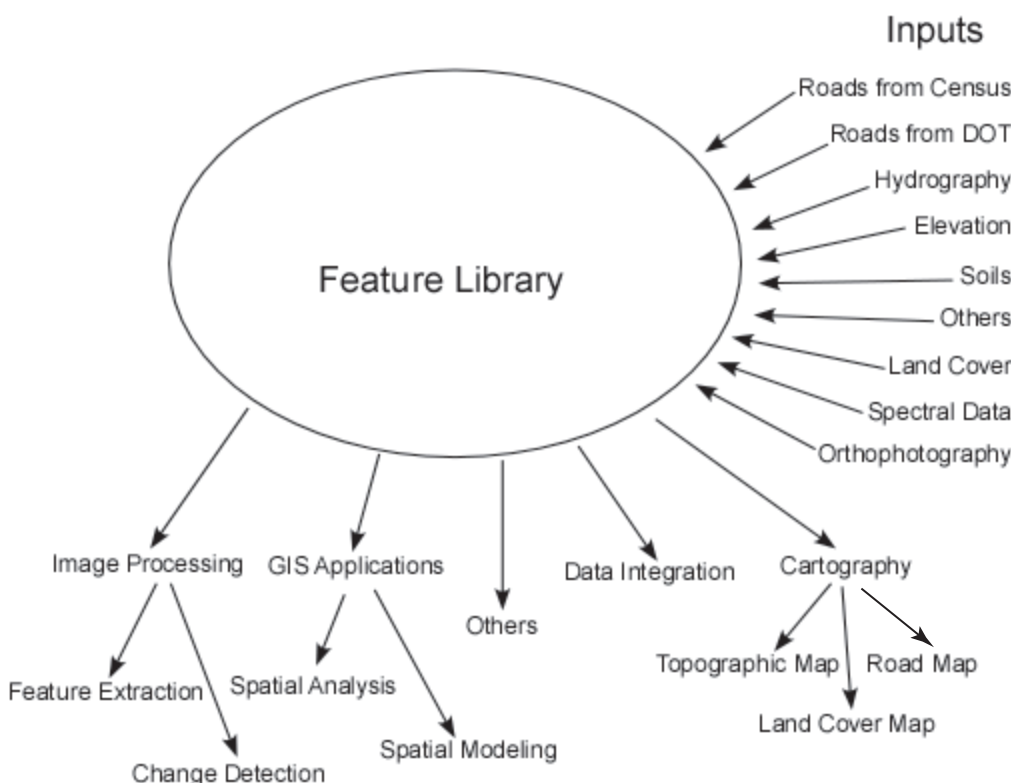 Inputs
Roads from Census
Roads from DOT
Hydrography
Elevation
Soils
Others
Land Cover
Spectral Data
Orthophotography
Feature Library
Image Processing
GIS Applications
Others
Data Integration
Cartography
Feature Extraction
Change Detection
Spatial Analysis
Spatial Modeling
Topographic Map
Land Cover Map
Road Map